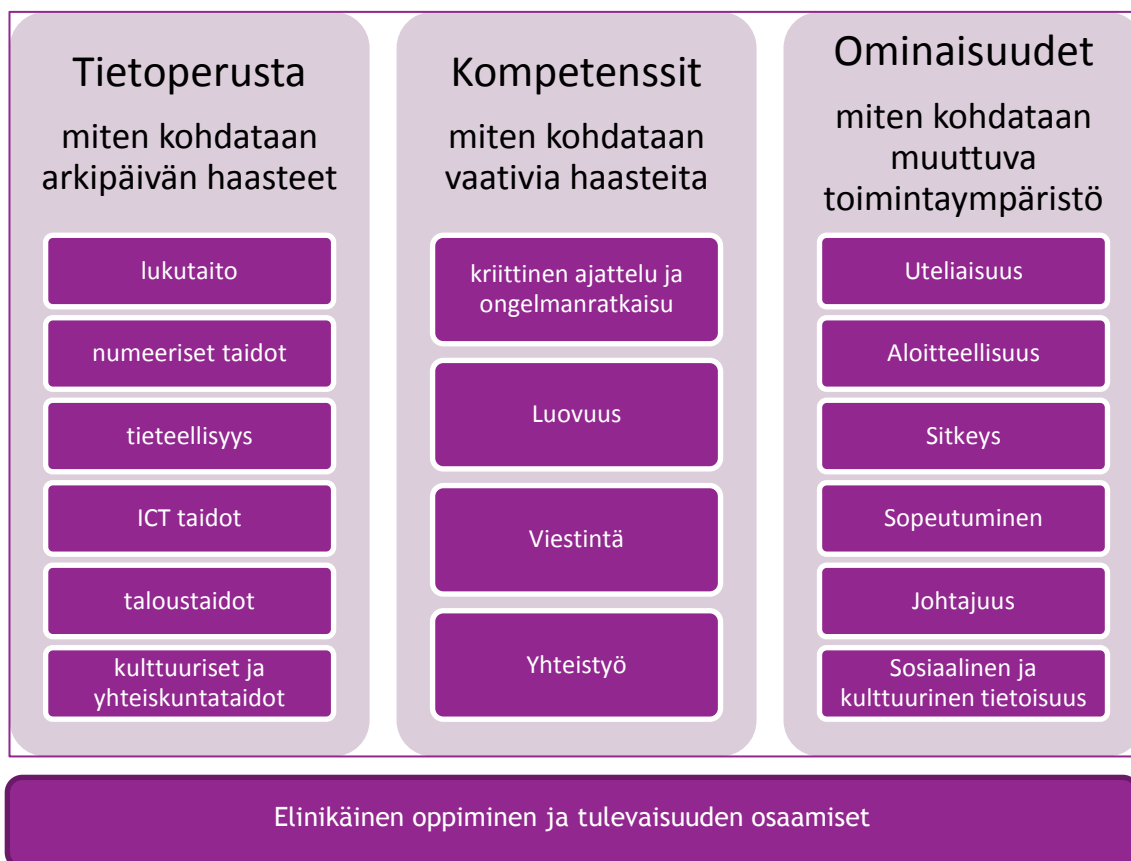 Tietoperusta
miten kohdataan
arkipäivän haasteet
lukutaito
numeeriset taidot
tieteellisyys
ICT taidot
taloustaidot
kulttuuriset ja
yhteiskuntataidot
Kompetenssit
miten kohdataan
vaativia haasteita
kriittinen ajattelu ja
ongelmanratkaisu
Luovuus
Viestintä
Yhteistyö
Ominaisuudet
miten kohdataan
muuttuva
toimintaympäristö
Uteliaisuus
Aloitteellisuus
Sitkeys
Sopeutuminen
Johtajuus
Sosiaalinen ja
kulttuurinen tietoisuus
Elinikäinen oppiminen ja tulevaisuuden osaamiset